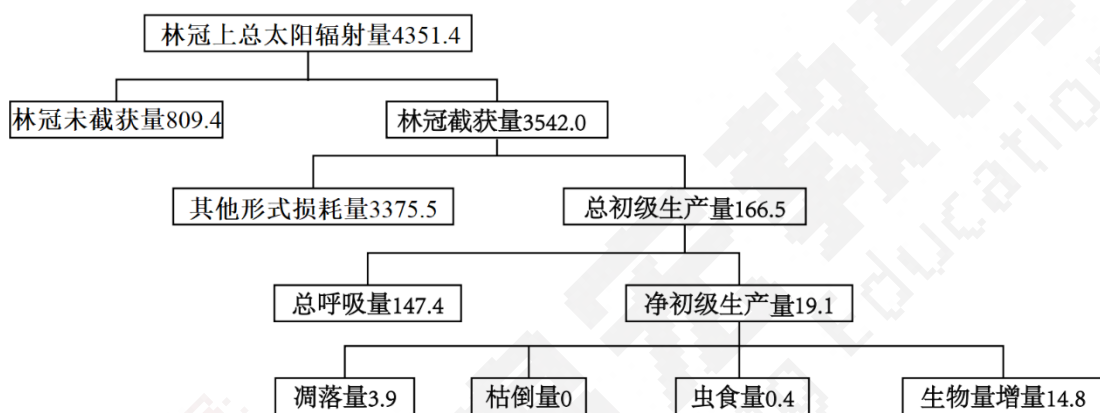 林冠上总太阳辐射量4351.4
林冠未截获量809.4
林冠截获量3542.0
其他形式损耗量3375.5
总初级生产量166.5
总呼吸量147.4
净初级生产量19.1
凋落量3.9
枯倒量0
虫食量0.4
生物量增量14.8